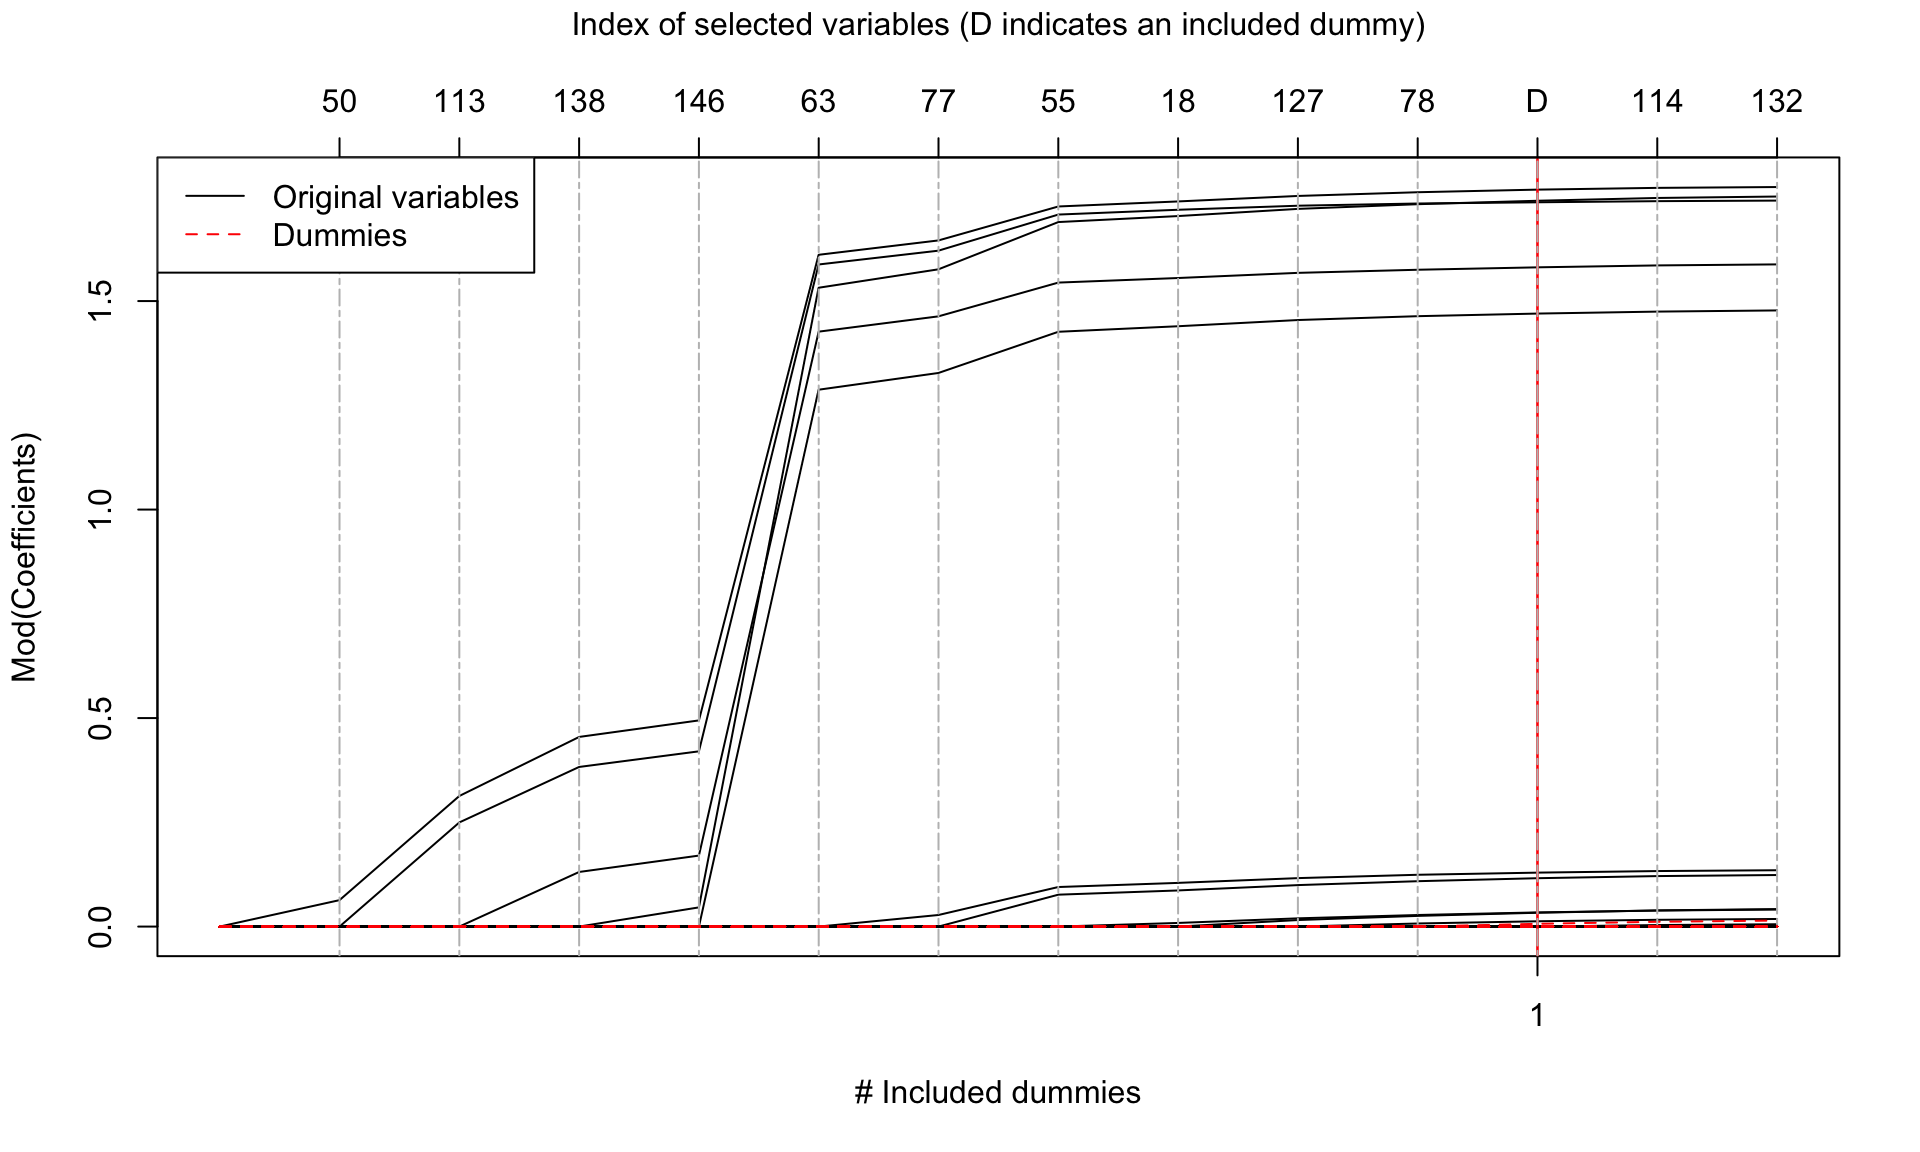 Index of selected variables (D indicates an included dummy)
50 113 138 146 63 77 55 18 127 78 D 114 132
Original variables
Dummies
1.5
1.0
0.5
0.0
Mod(Coefficients)
1
# Included dummies